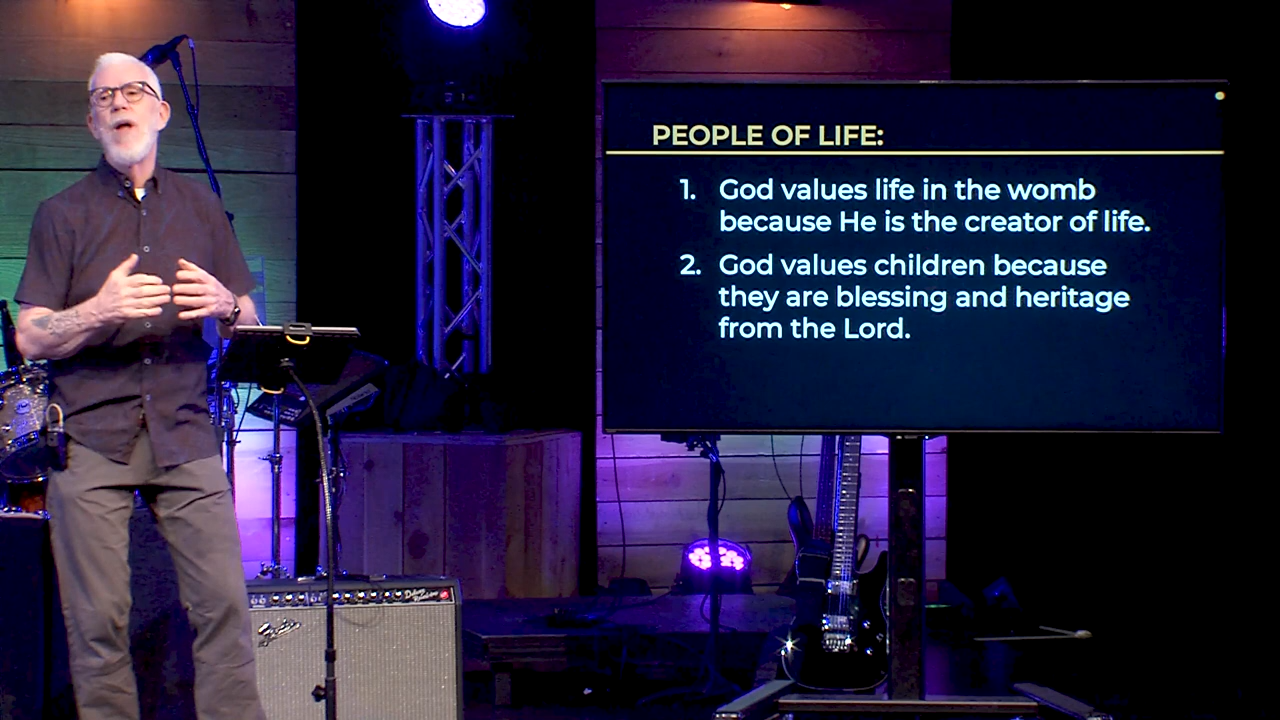 PEOPLE OF LIFE:
1. God values life in the womb
because He is the creator of life.
2. God values children because
they are blessing and heritage
from the Lord.
Fender